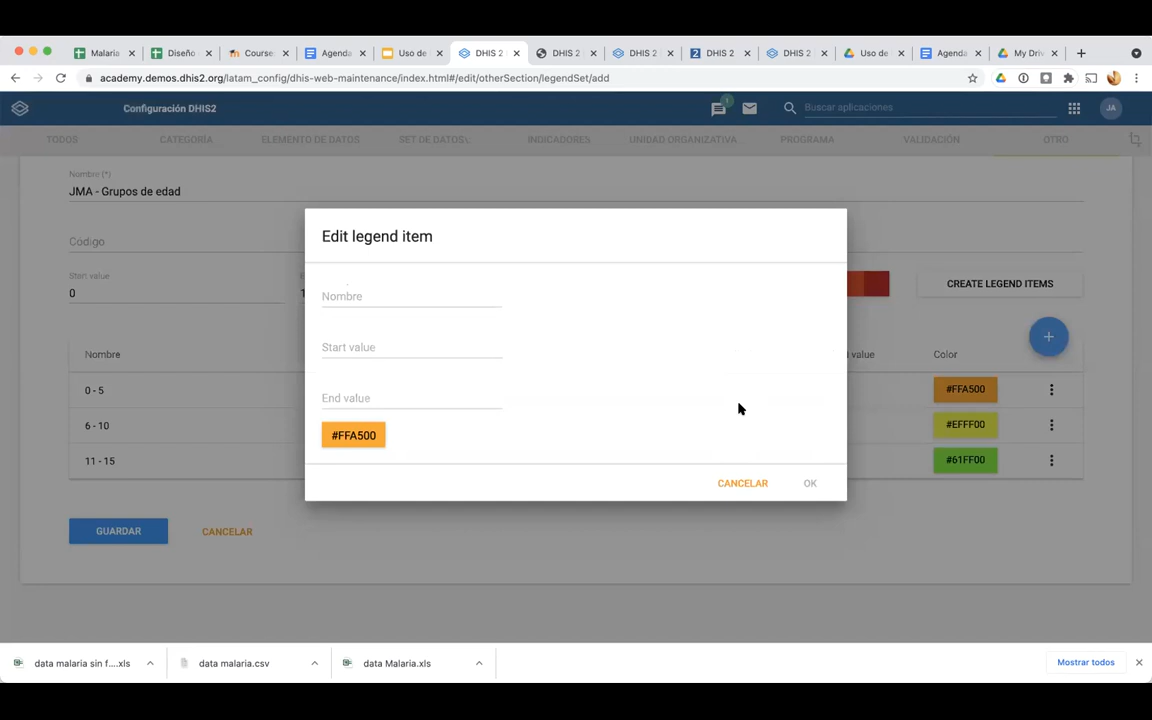 Malaria
Diseño
Course
Agenda
Uso de
DHIS 2
DHIS 2
DHIS 2
DHIS 2
DHIS 2
Uso de
Agenda
My Driv
academy.demos.dhis2.org/latam_config/dhis-web-maintenance/index.html#/edit/otherSection/legendSet/add
Configuración DHIS2
1
Buscar aplicaciones
JA
TODOS
CATEGORÍA
ELEMENTO DE DATOS
SET DE DATOS\
INDICADORES
UNIDAD ORGANIZATIVA
PROGRAMA
VALIDACIÓN
OTRO
Nombre (*)
JMA - Grupos de edad
Código
Start value
0
CREATE LEGEND ITEMS
Edit legend item
Nombre
Start value
End value
#FFA500
CANCELAR
OK
Nombre
value
Color
0 - 5
#FFA500
6 - 10
#EFFF00
11 - 15
#61FF00
GUARDAR
CANCELAR
data malaria sin f....xls
data malaria.csv
data Malaria.xls
Mostrar todos